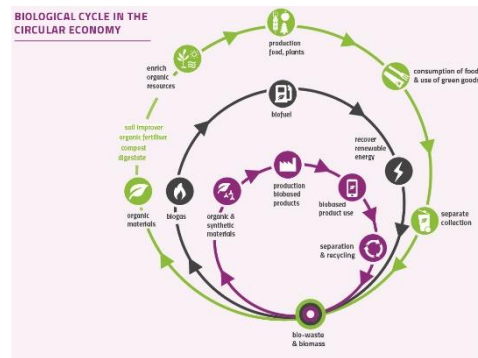 BIOLOGICAL CYCLE IN THE
CIRCULAR ECONOMY
production
food, plants
enrich
organic
resources
consumption of food
& use of green goods
biofuel
soil improver
organic fertiliser
compost
digestate
recover
renewable
energy
production
biobased
products
biobased
product use
organic
materials
biogas
organic &
synthetic
materials
separate
collection
separation
& recycling
bio-waste
& biomass